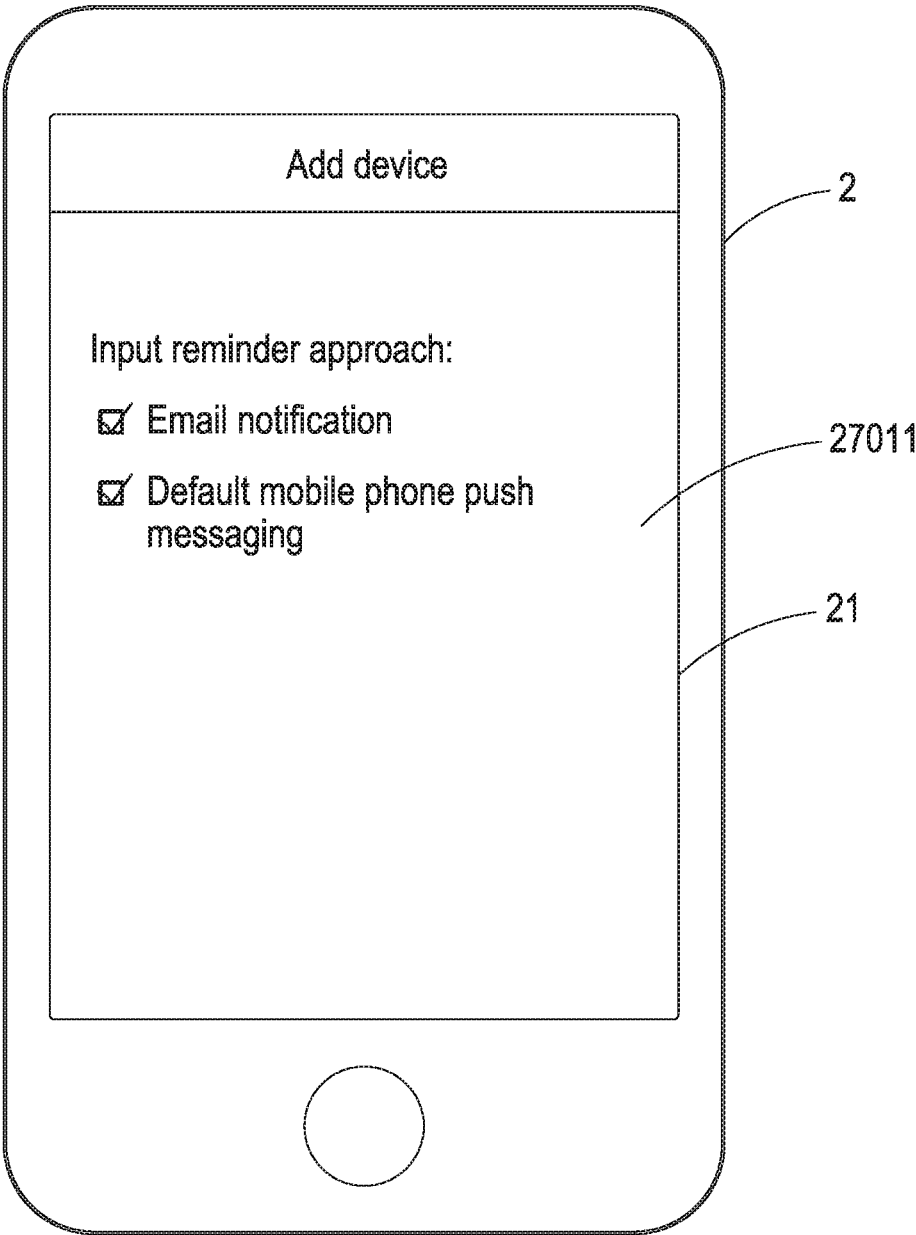 Add device
2
Input reminder approach:
Email notification
27011
Default mobile phone push
messaging
21